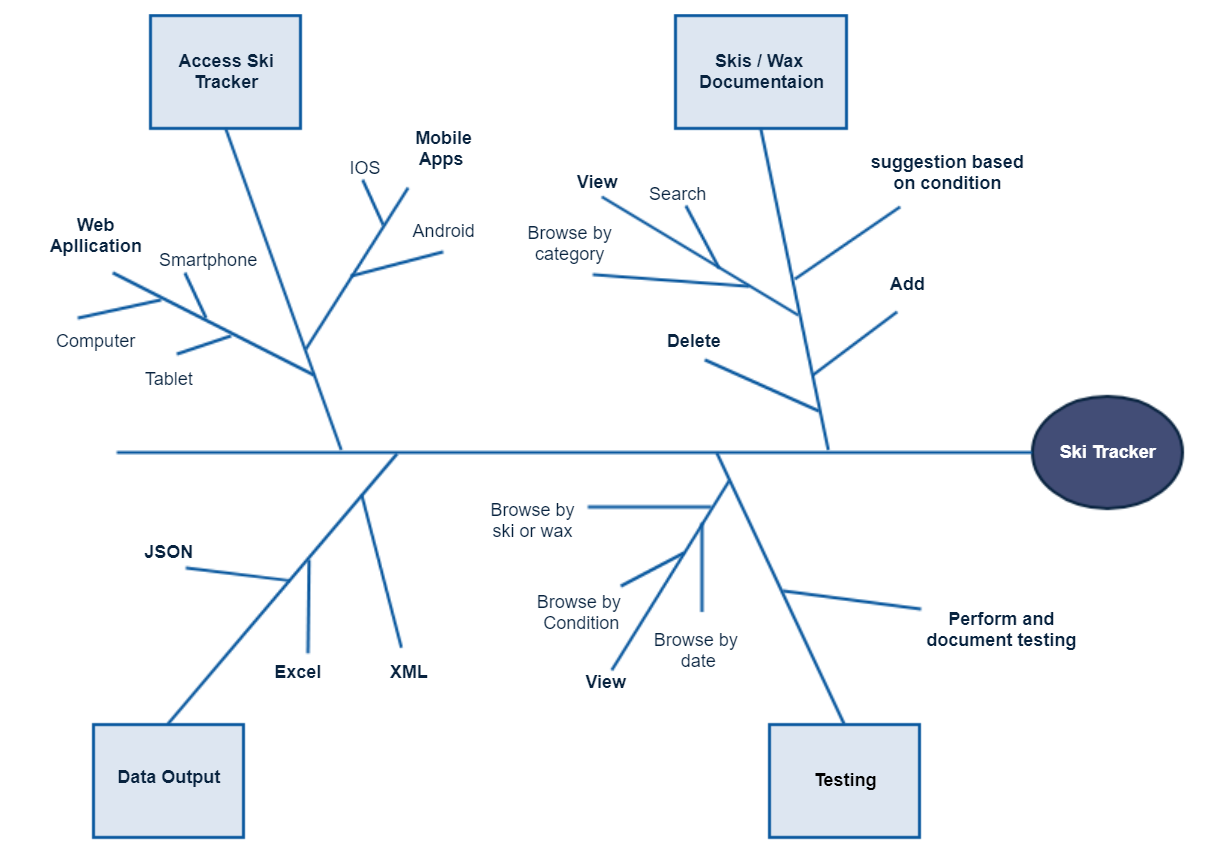 Access Ski
Tracker
Skis / Wax
Documentaion
Mobile
Apps
IOS
Android
Web
Apllication
Smartphone
Computer
Tablet
View
Search
Browse by
category
suggestion based
on condition
Add
Delete
Ski Tracker
JSON
Excel
XML
Data Output
Browse by
ski or wax
Browse by
Condition
Browse by
date
View
Perform and
document testing
Testing